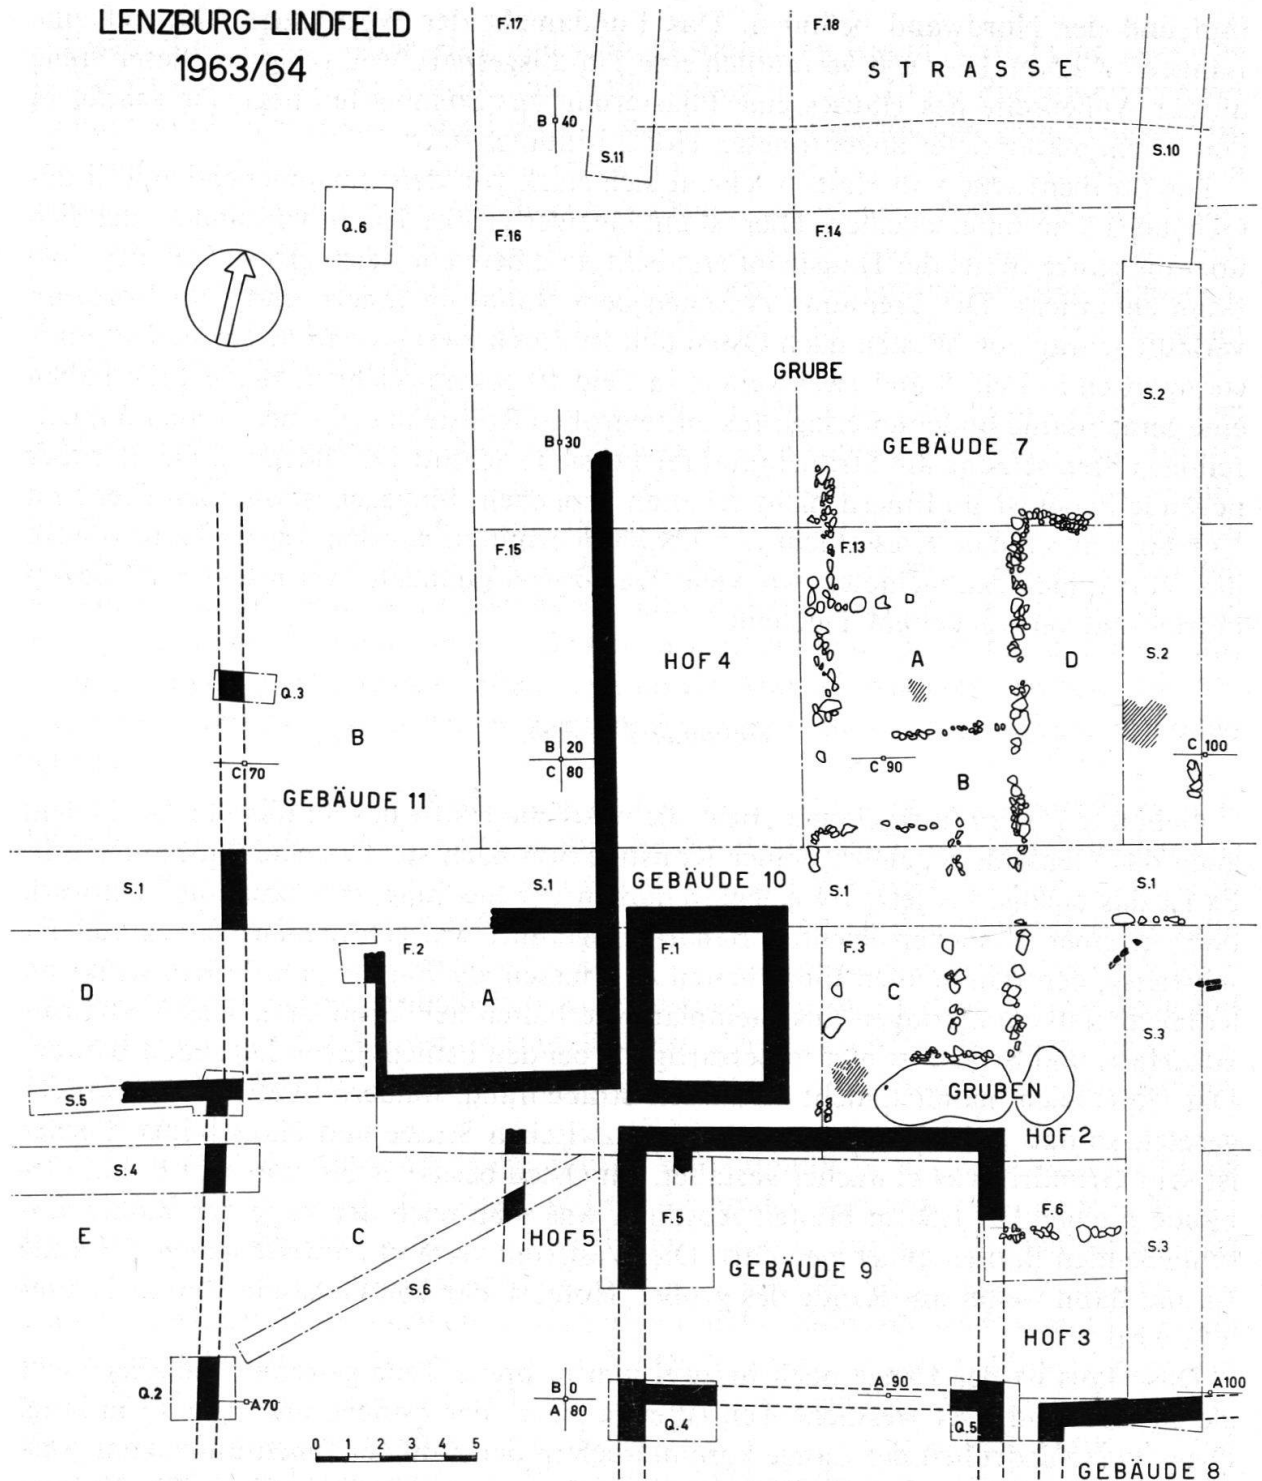 LENZBURG-LINDFELD
1963/64
F.17
F.18
STRASSE
B 40
S.11
S.10
Q.6
F.16
F.14
GRUBE
S.2
B 30
GEBÄUDE 7
F.15
F.13
HOF 4
A
D
S.2
Q.3
B
B 20
C 80
C 70
C 90
C 100
B
GEBÄUDE 11
S.1
S.1
GEBÄUDE 10
S.1
S.1
F.2
F.1
F.3
D
A
C
S.3
S.5
GRUBEN
HOF 2
S.4
E
C
HOF 5
F.5
F.6
S.3
GEBÄUDE 9
S.6
HOF 3
Q.2
A 70
B 0
A 80
A 90
A 100
Q.4
Q.5
0 1 2 3 4 5
GEBÄUDE 8